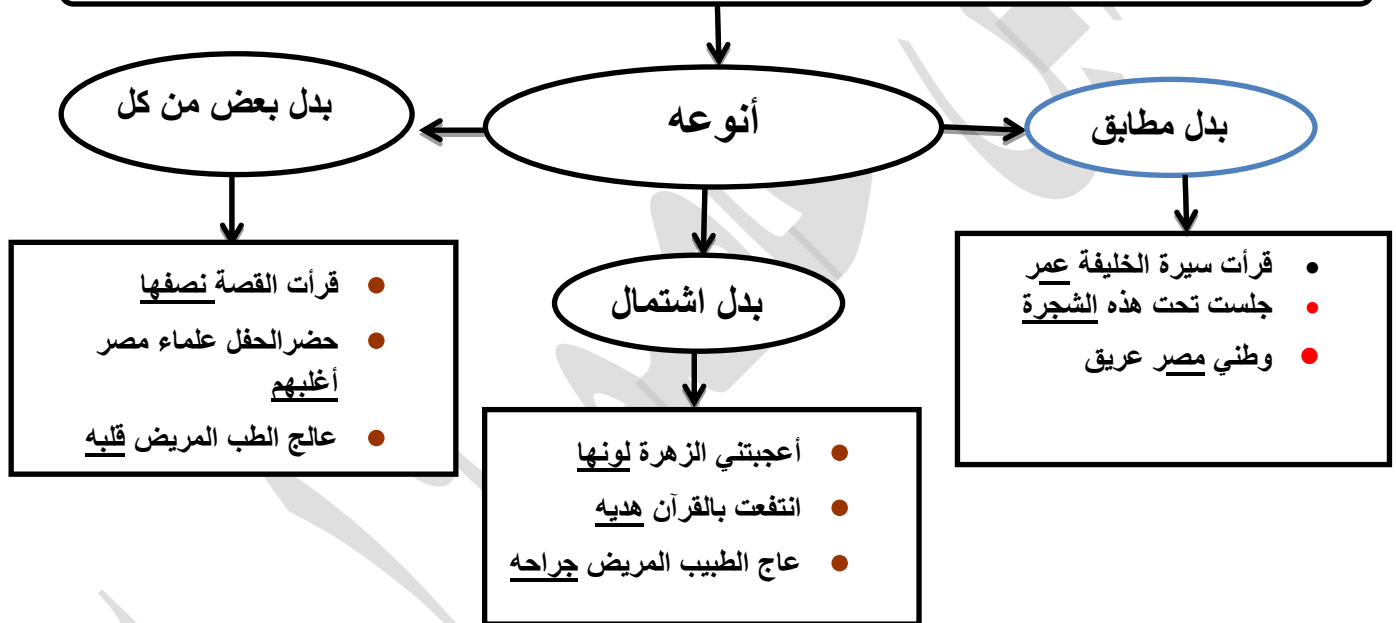 أنوعه
بدل مطابق
قرأت سيرة الخليفة عمر
جلست تحت هذه الشجرة
وطني مصر عريق
بدل اشتمال
أعجبتني الزهرة لونها
انتفعت بالقرآن هديه
عاج الطبيب المريض جراحه
بدل بعض من كل
قرأت القصة نصفها
حضرالحفل علماء مصر
أغلبهم
عالج الطب المريض قلبه